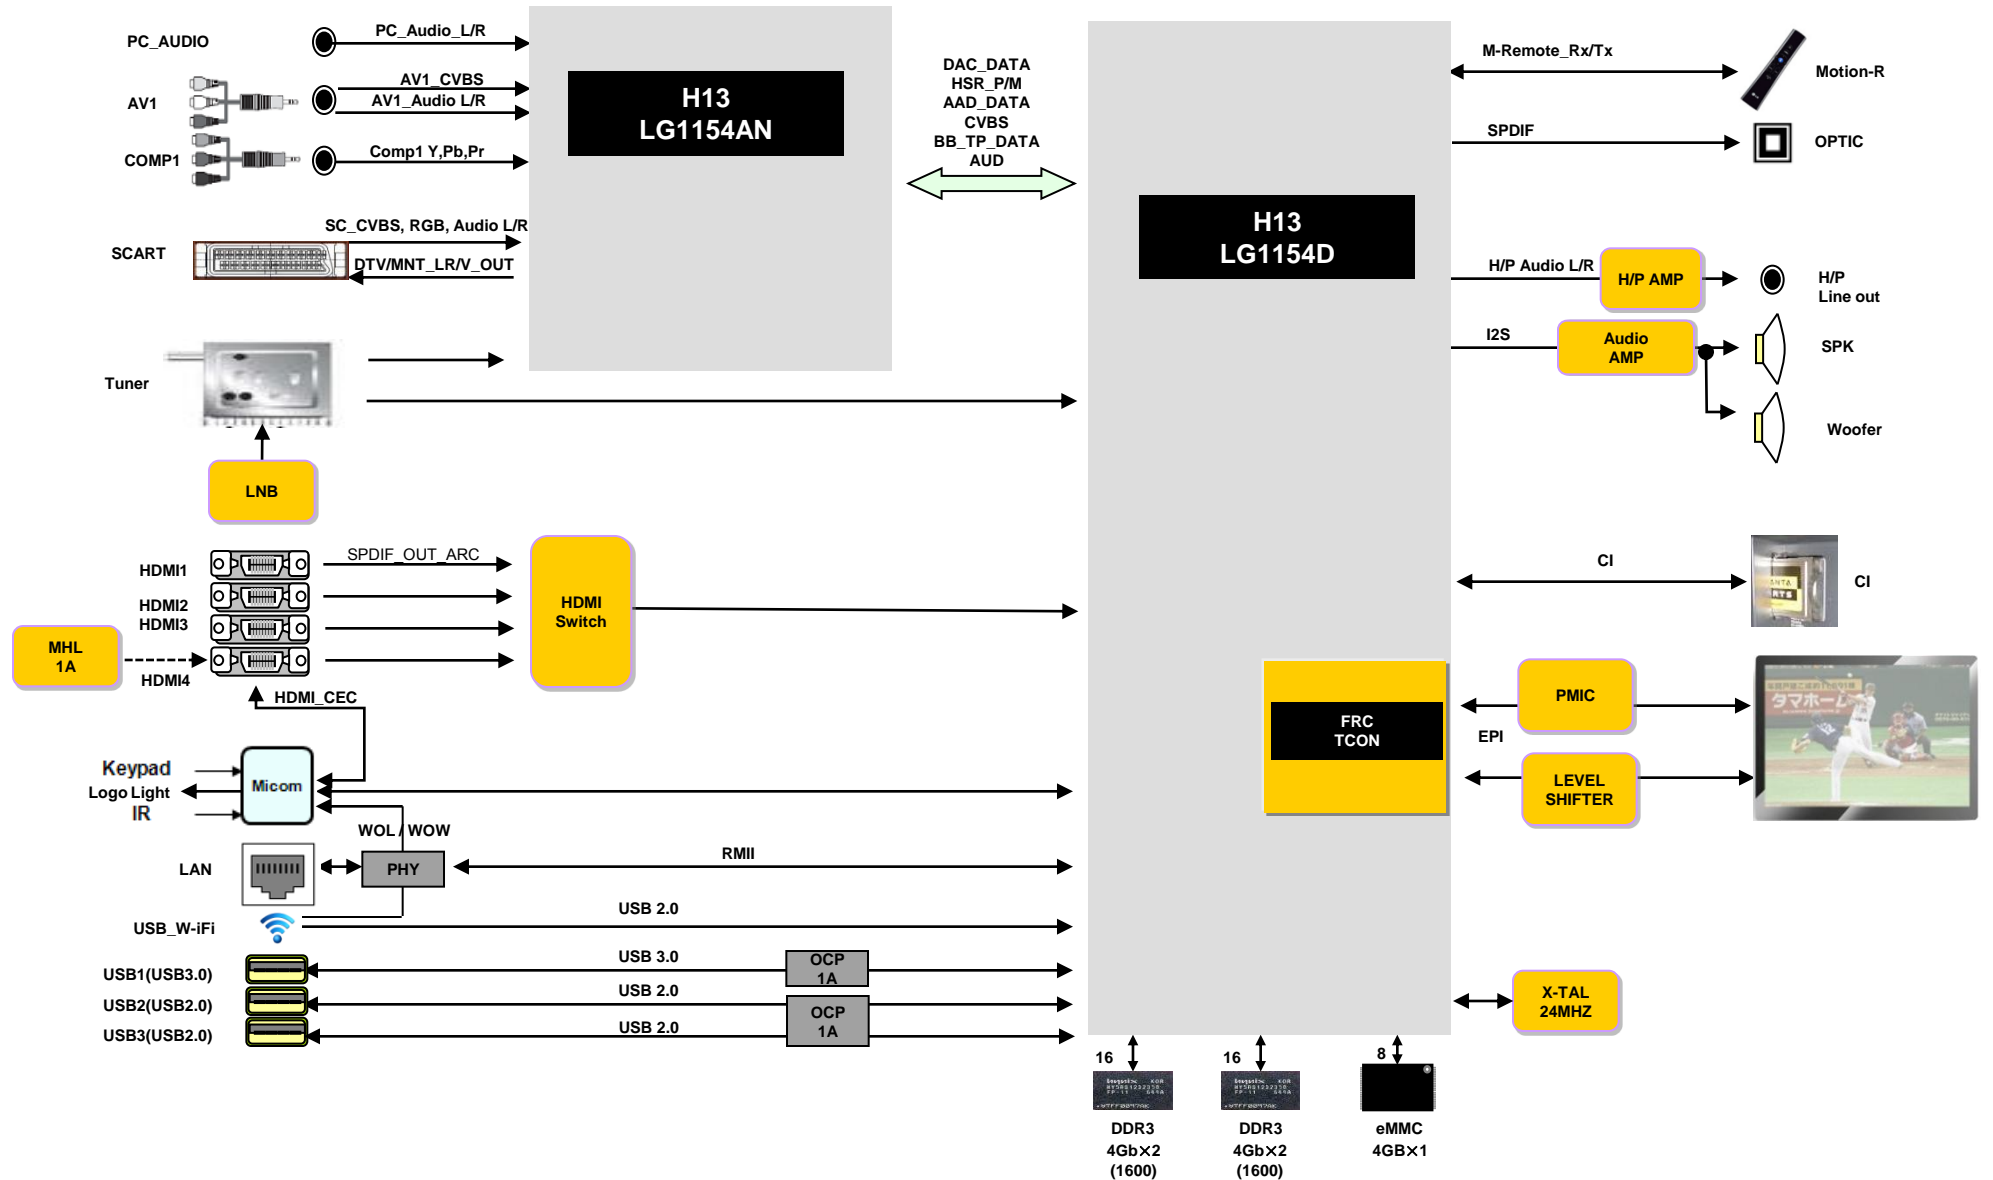 PC_AUDIO
PC_Audio_L/R
AV1
AV1_CVBS
AV1_Audio L/R
COMP1
Comp1 Y,Pb,Pr
SCART
SC_CVBS, RGB, Audio L/R
DTV/MNT_LR/V_OUT
Tuner
LNB
H13
LG1154AN
DAC_DATA
HSR_P/M
AAD_DATA
CVBS
BB_TP_DATA
AUD
H13
LG1154D
M-Remote_Rx/Tx
Motion-R
SPDIF
OPTIC
H/P Audio L/R
H/P AMP
H/P
Line out
I2S
Audio
AMP
SPK
Woofer
HDMI1
SPDIF_OUT_ARC
HDMI2
HDMI3
MHL
1A
HDMI4
HDMI
Switch
HDMI_CEC
CI
CI
FRC
TCON
PMIC
EPI
LEVEL
SHIFTER
タマホーム
Keypad
Logo Light
IR
Micom
WOL / WOW
LAN
PHY
RMII
USB_W-iFi
USB 2.0
USB1(USB3.0)
USB 3.0
OCP
1A
USB2(USB2.0)
USB 2.0
USB3(USB2.0)
USB 2.0
OCP
1A
X-TAL
24MHZ
16
16
8
DDR3
4Gb×2
(1600)
DDR3
4Gb×2
(1600)
eMMC
4GB×1